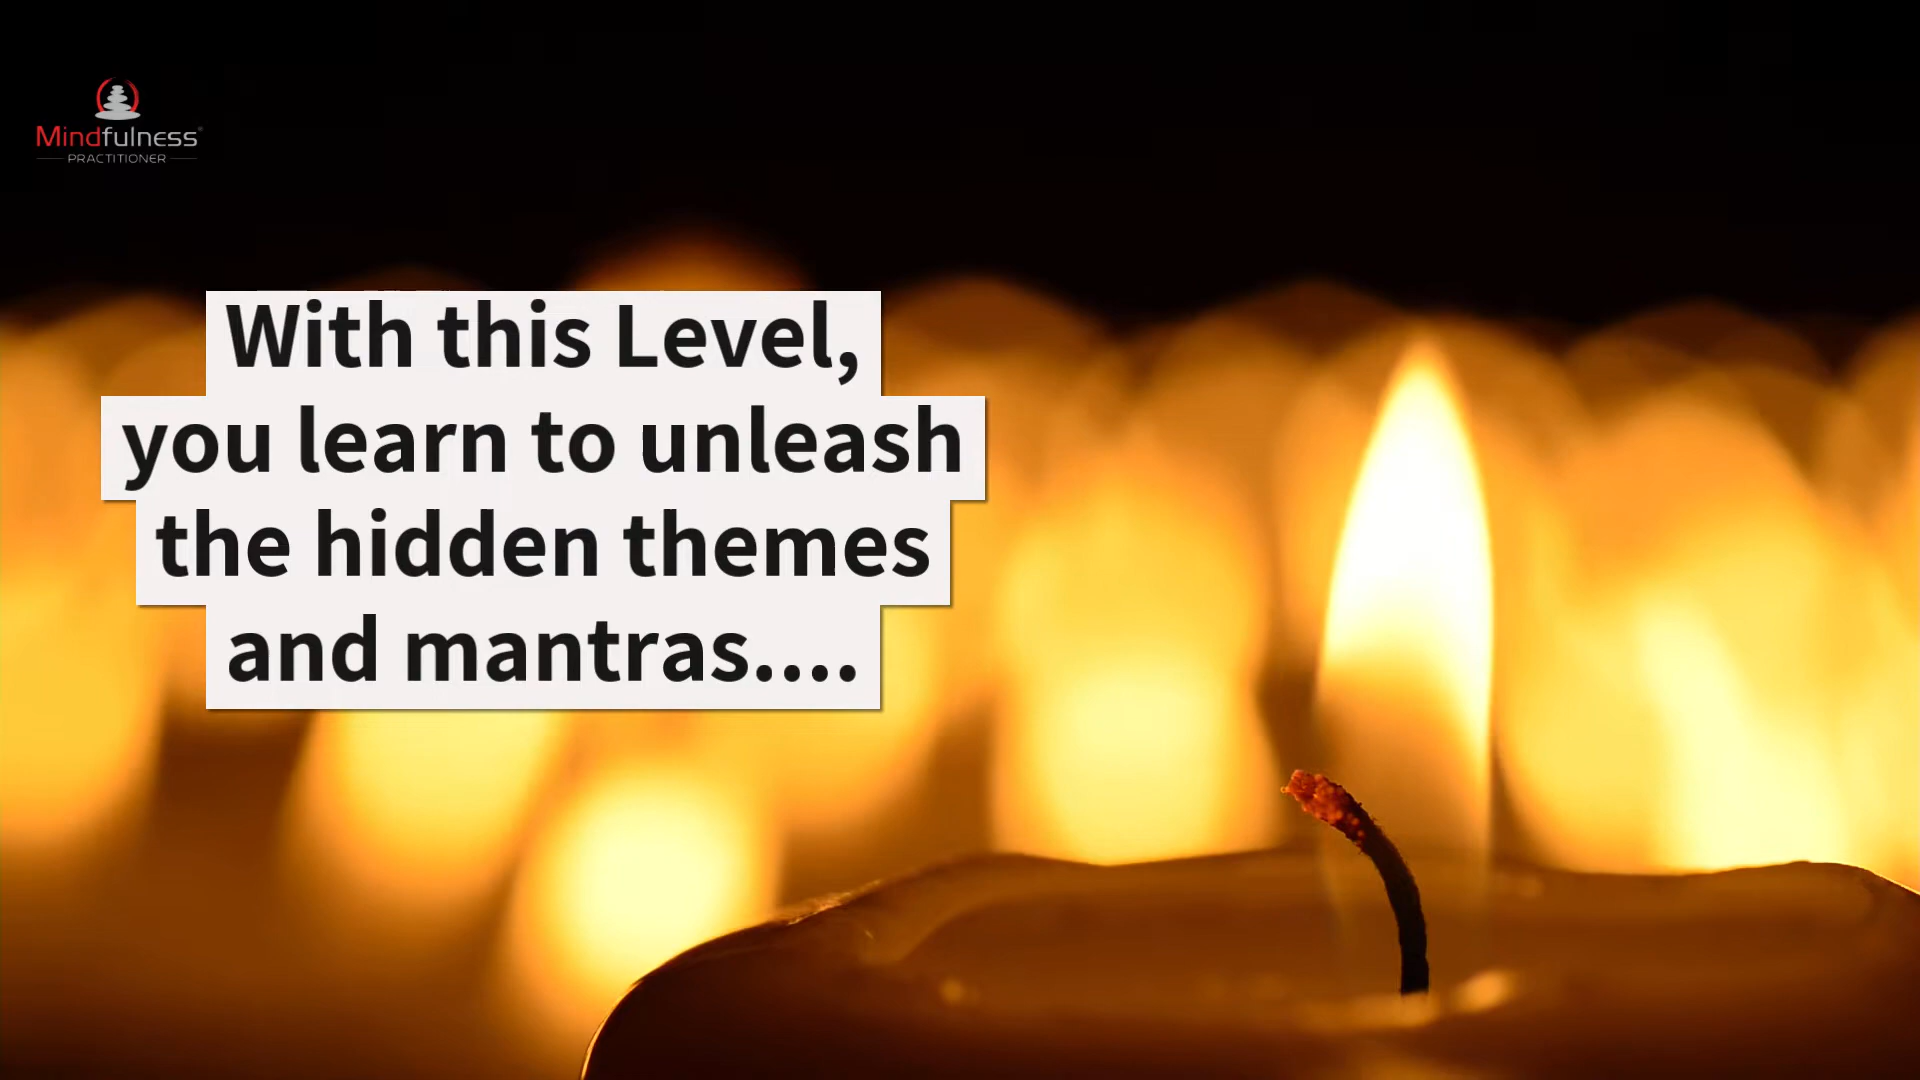 Mindfulness®
PRACTITIONER
With this Level,
you learn to unleash
the hidden themes
and mantras....